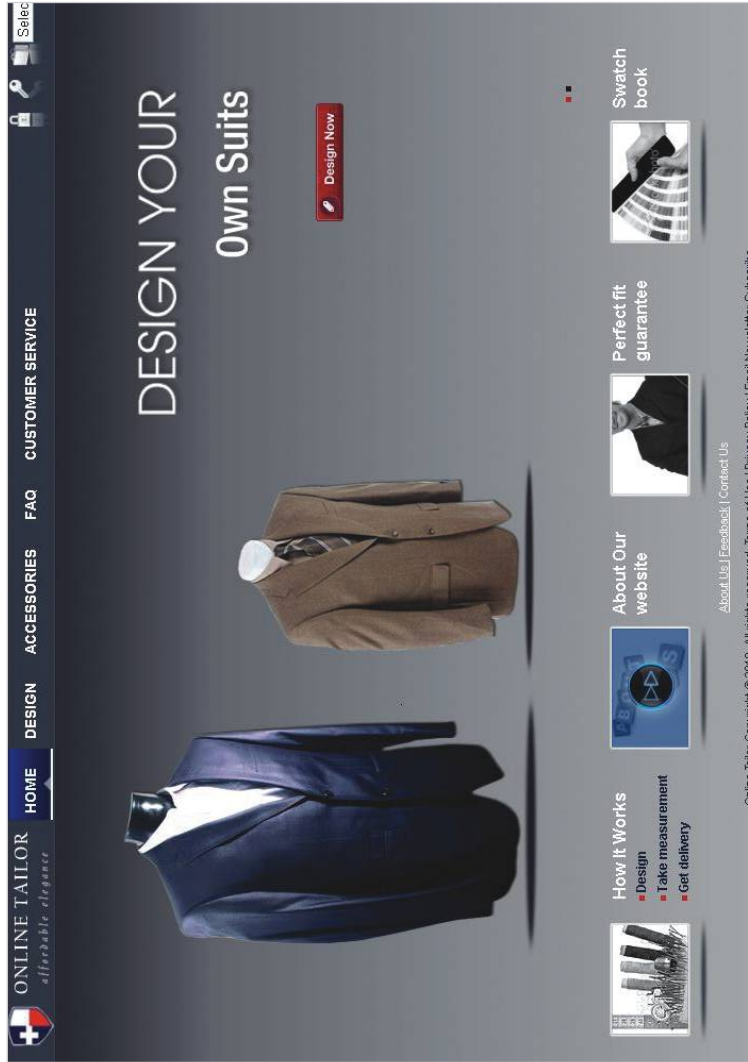 ONLINE TAILOR
affordable elegance
HOME DESIGN ACCESSORIES FAQ CUSTOMER SERVICE
Selec
DESIGN YOUR
Own Suits
Design Now
How It Works
Design
Take measurement
Get delivery
About Our
website
Perfect fit
guarantee
Swatch
book
About Us | Feedback | Contact Us